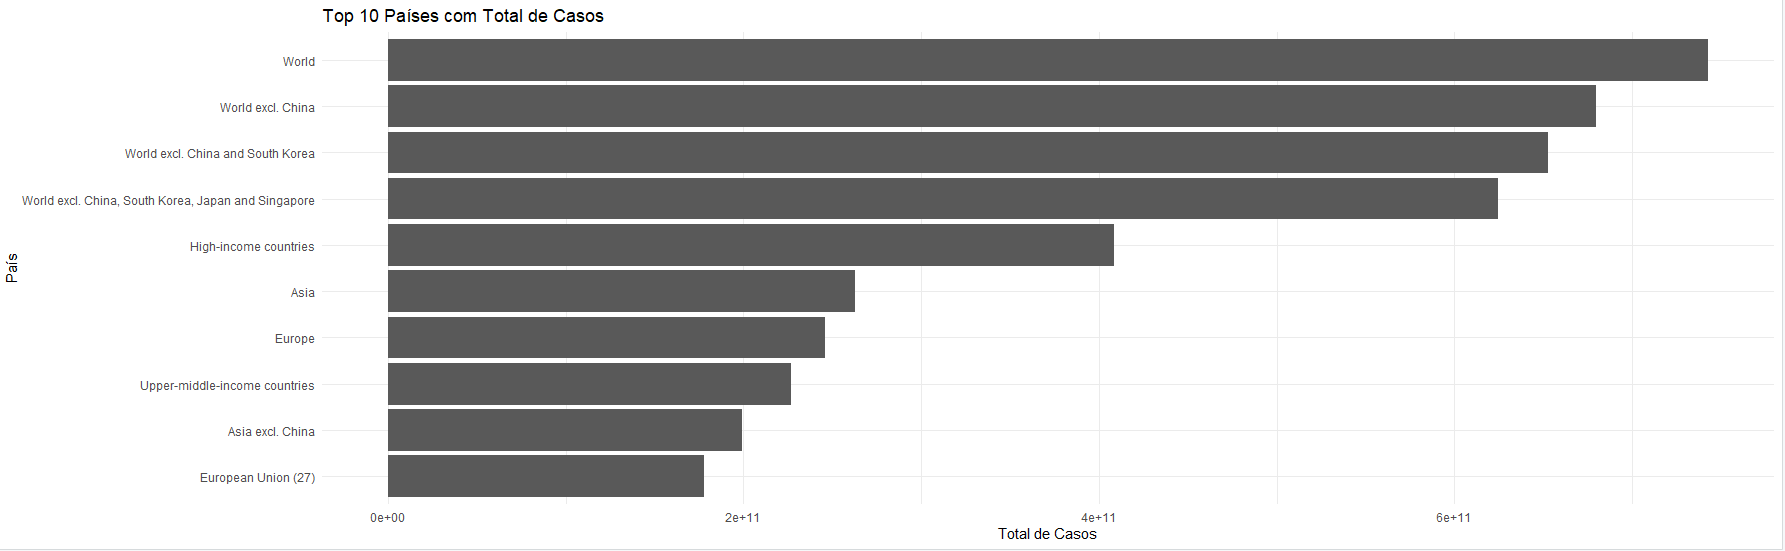 Top 10 Países com Total de Casos
World
World excl. China
World excl. China and South Korea
World excl. China, South Korea, Japan and Singapore
High-income countries
Asia
Europe
Upper-middle-income countries
Asia excl. China
European Union (27)
País
0e+00 2e+11 4e+11 6e+11
Total de Casos